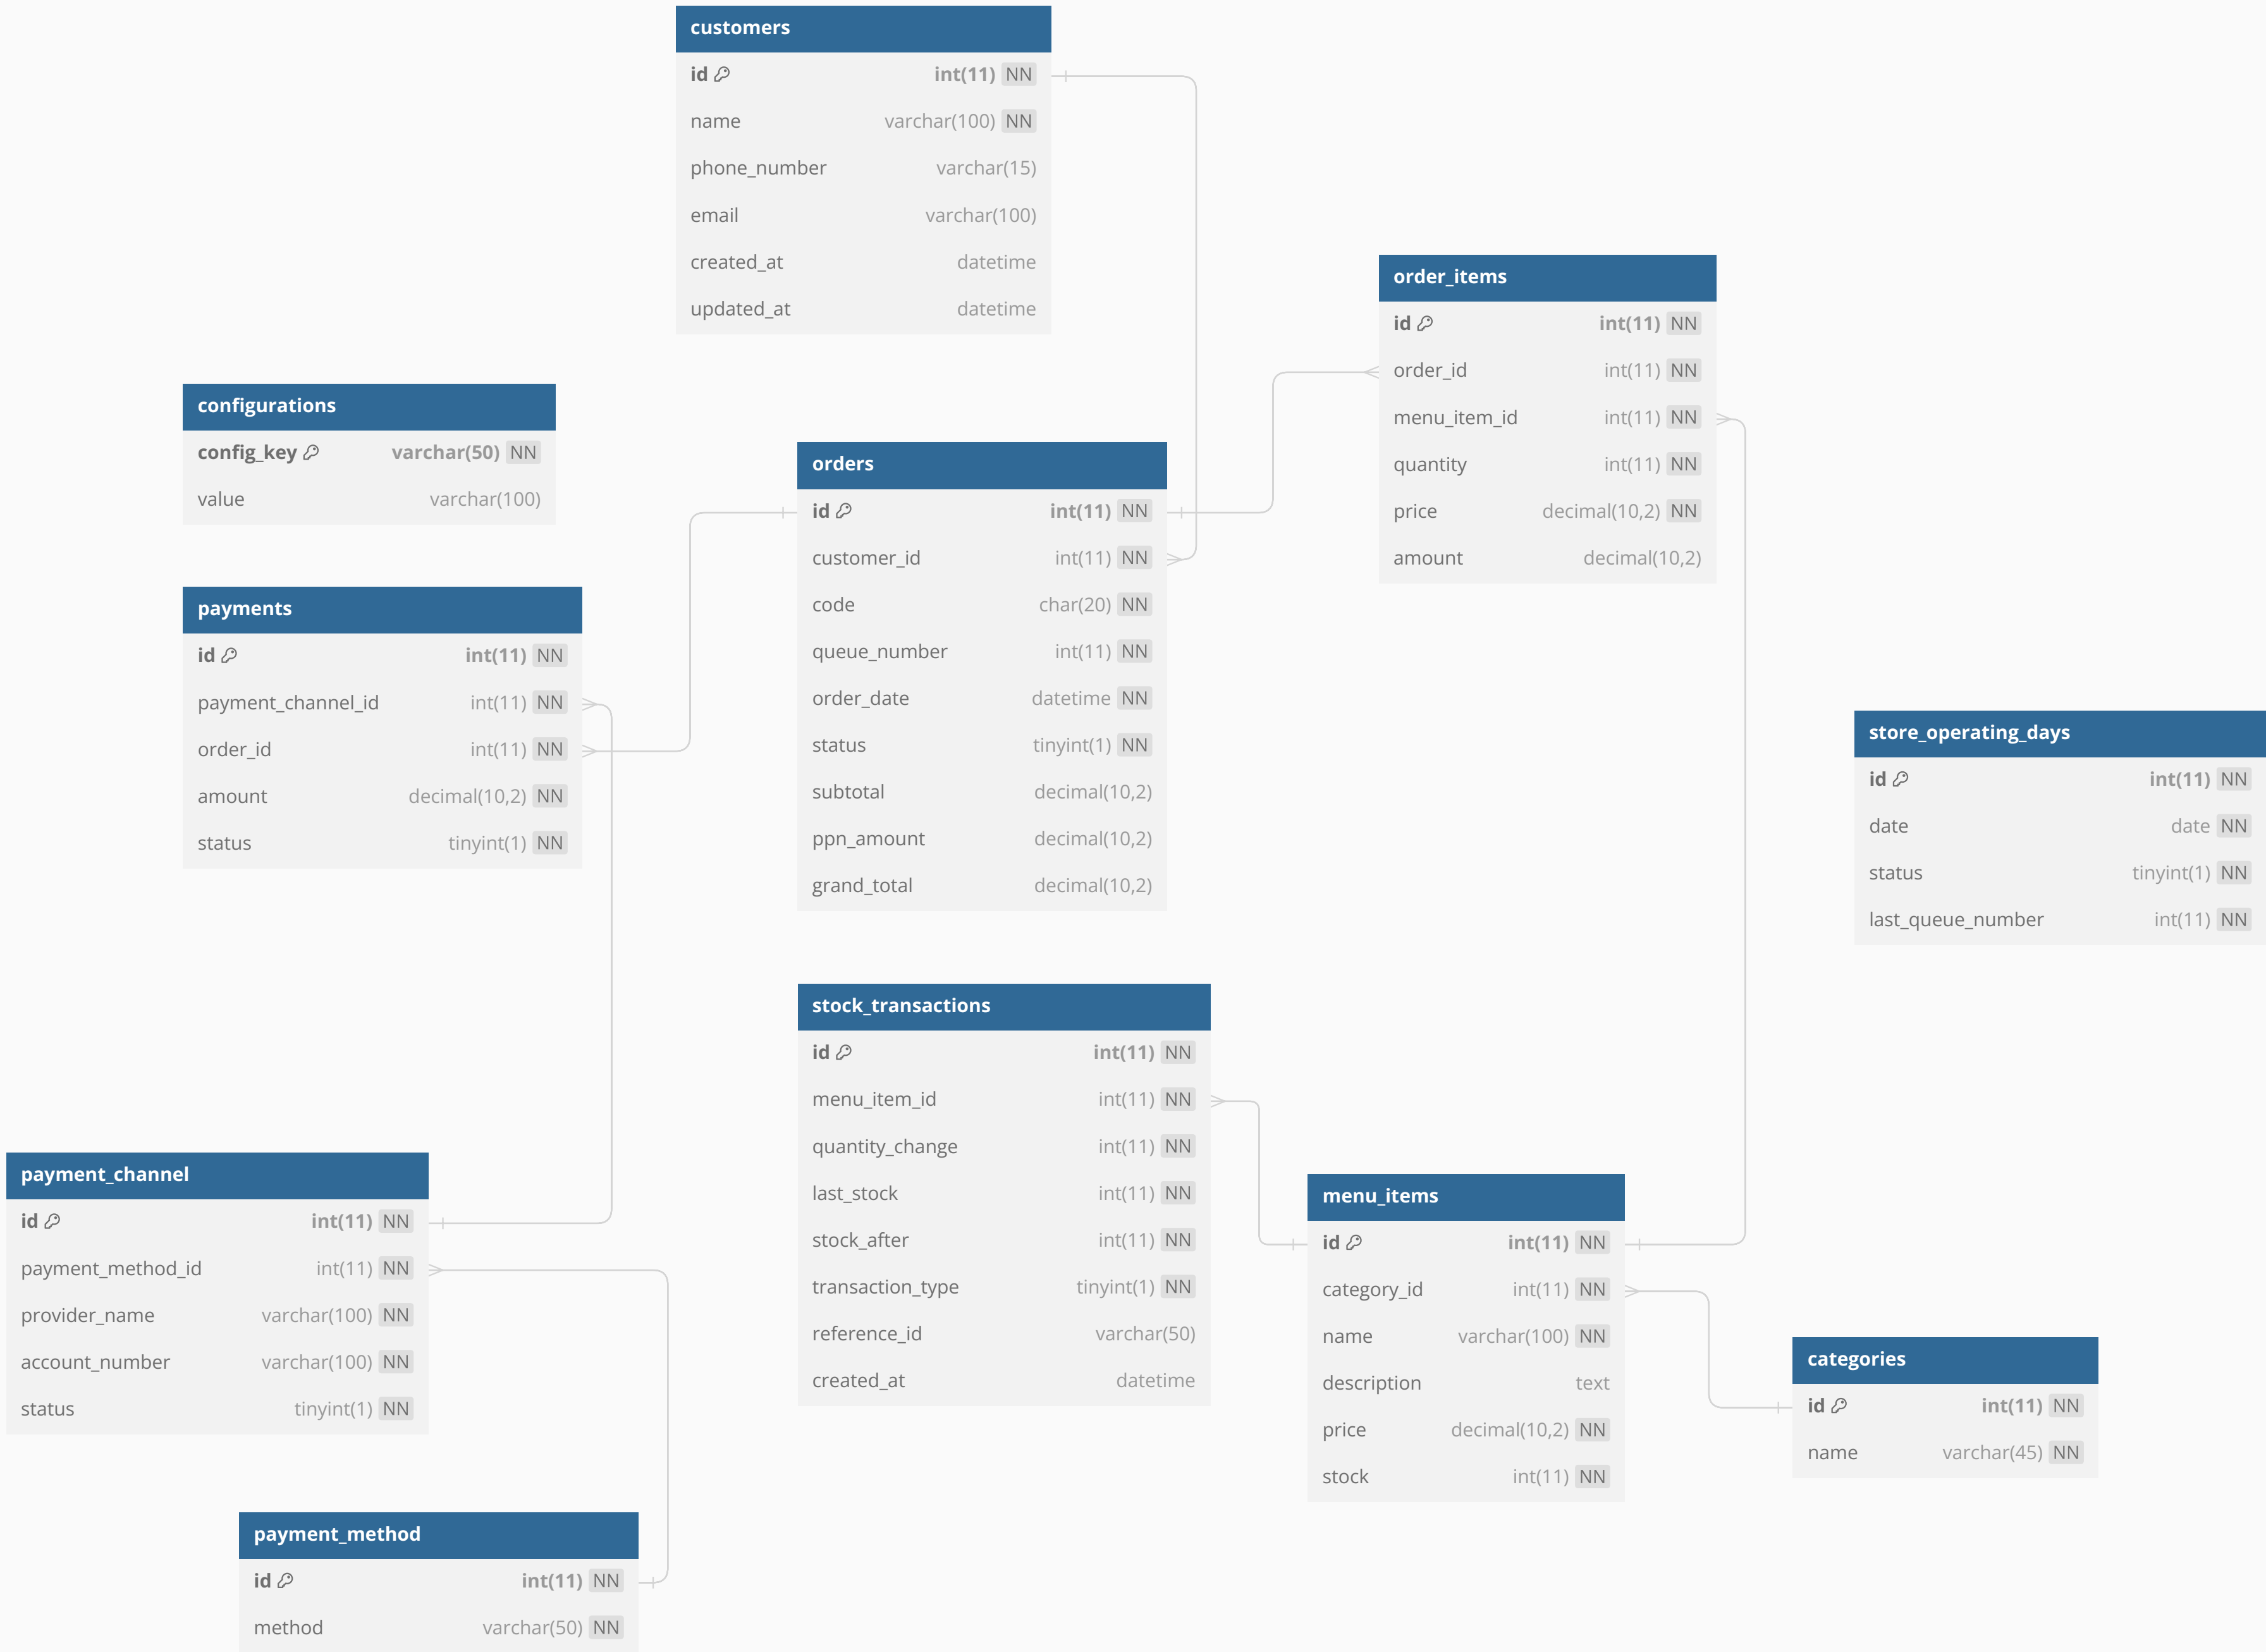 customers
id int(11) NN
name varchar(100) NN
phone_number varchar(15)
email varchar(100)
created_at datetime
updated_at datetime
order_items
id int(11) NN
order_id int(11) NN
menu_item_id int(11) NN
quantity int(11) NN
price decimal(10,2) NN
amount decimal(10,2)
configurations
config_key varchar(50) NN
value varchar(100)
orders
id int(11) NN
customer_id int(11) NN
code char(20) NN
queue_number int(11) NN
order_date datetime NN
status tinyint(1) NN
subtotal decimal(10,2)
ppn_amount decimal(10,2)
grand_total decimal(10,2)
payments
id int(11) NN
payment_channel_id int(11) NN
order_id int(11) NN
amount decimal(10,2) NN
status tinyint(1) NN
store_operating_days
id int(11) NN
date date NN
status tinyint(1) NN
last_queue_number int(11) NN
stock_transactions
id int(11) NN
menu_item_id int(11) NN
quantity_change int(11) NN
last_stock int(11) NN
stock_after int(11) NN
transaction_type tinyint(1) NN
reference_id varchar(50)
created_at datetime
payment_channel
id int(11) NN
payment_method_id int(11) NN
provider_name varchar(100) NN
account_number varchar(100) NN
status tinyint(1) NN
menu_items
id int(11) NN
category_id int(11) NN
name varchar(100) NN
description text
price decimal(10,2) NN
stock int(11) NN
categories
id int(11) NN
name varchar(45) NN
payment_method
id int(11) NN
method varchar(50) NN